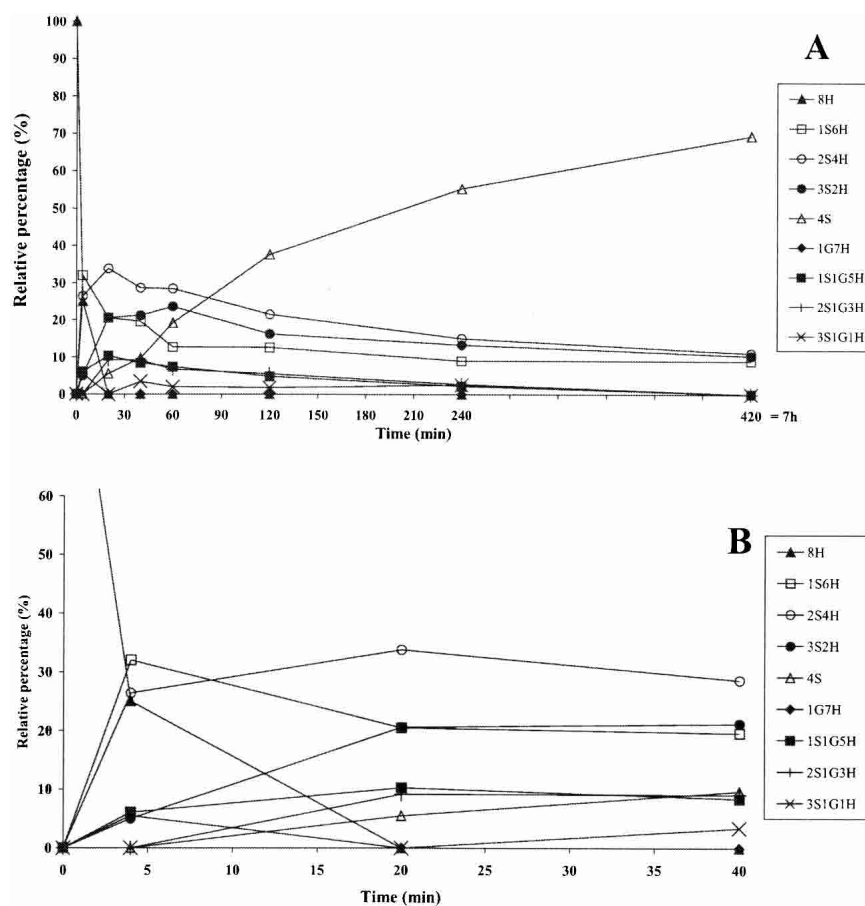 A
Relative percentage (%)
100
90
80
70
60
50
40
30
20
10
0
0 30 60 90 120 150 180 210 240 420 = 7h
Time (min)
8H
1S6H
2S4H
3S2H
4S
1G7H
1S1G5H
2S1G3H
3S1G1H
B
Relative percentage (%)
60
50
40
30
20
10
0
0 5 10 15 20 25 30 35 40
Time (min)
8H
1S6H
2S4H
3S2H
4S
1G7H
1S1G5H
2S1G3H
3S1G1H